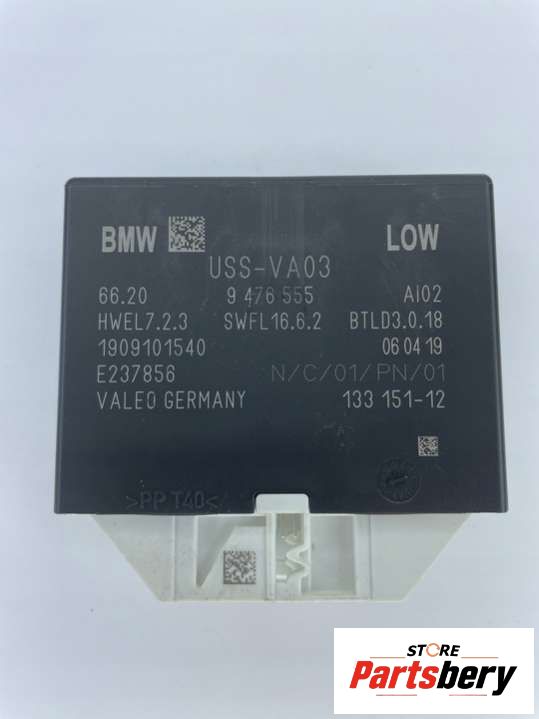 BMW LOW
USS-VA03
66.20 9 476 555 AI02
HWEL7.2.3 SWFL16.6.2 BTLD3.0.18
1909101540 06 04 19
E237856 N/C/01/PN/01
VALEO GERMANY 133 151-12
>PP T40<
STORE
Partsbery